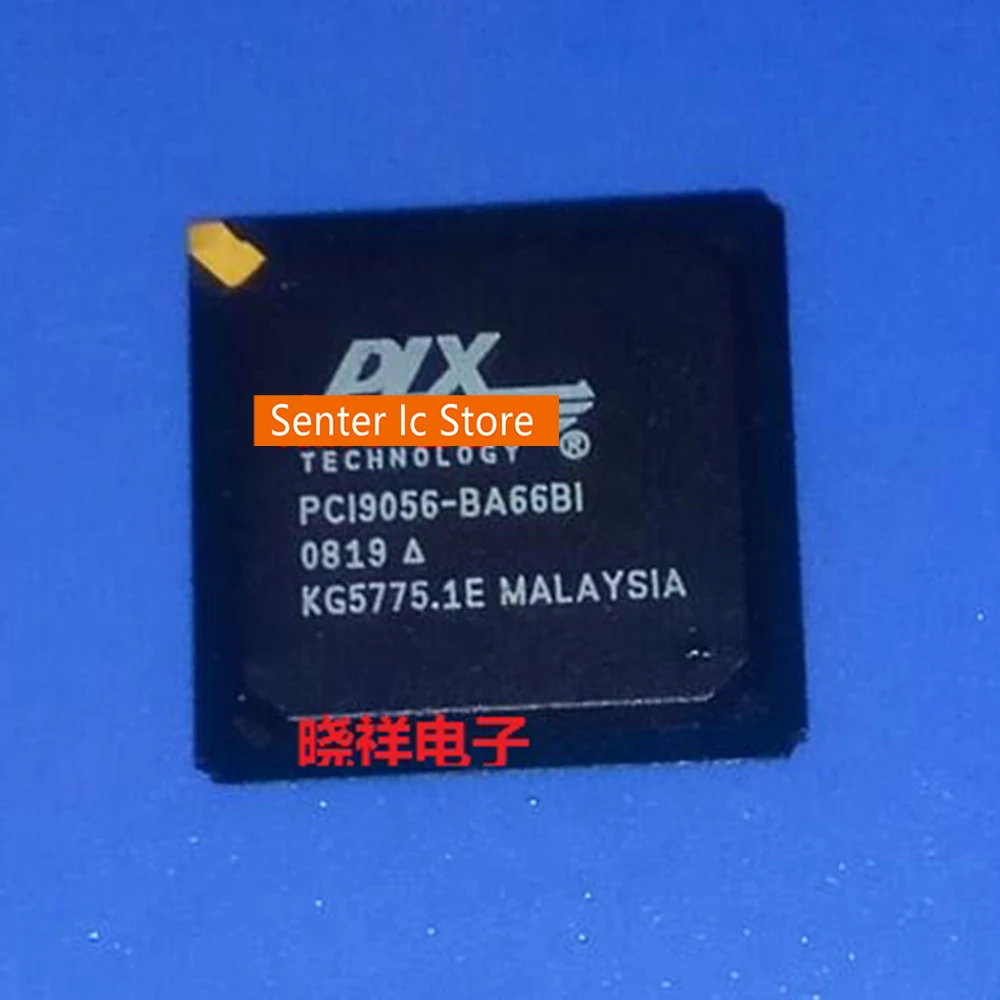 PLX
Senter Ic Store
®
TECHNOLOGY
PCI9056-BA66BI
0819 Δ
KG5775.1E MALAYSIA
晓祥电子